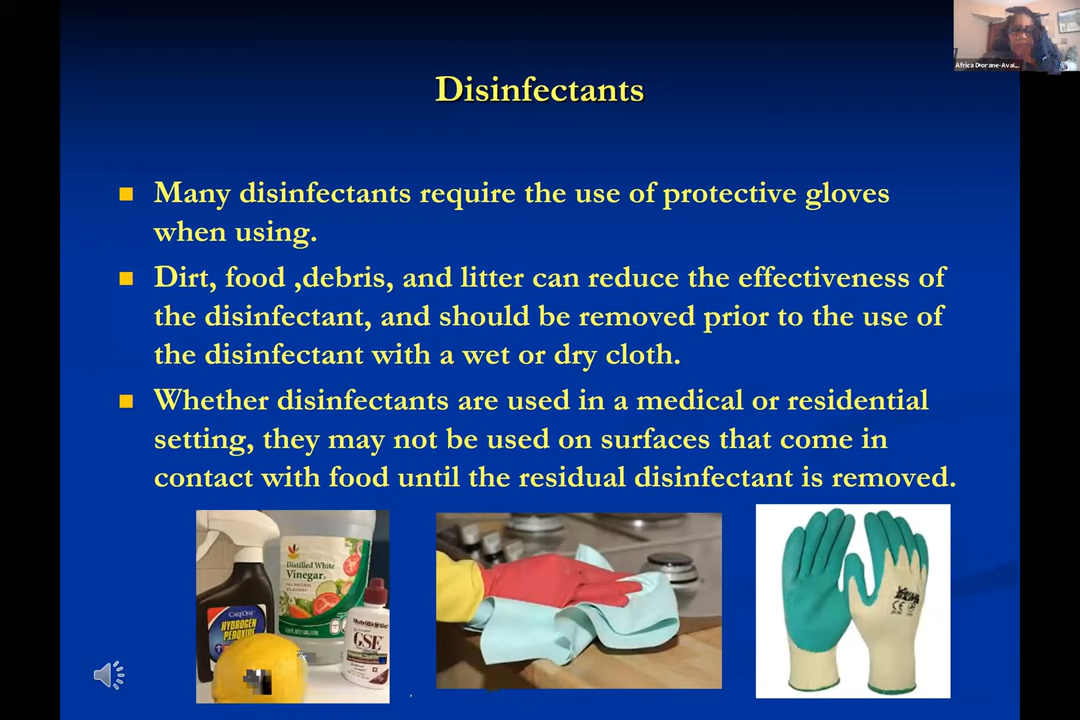 Disinfectants
Many disinfectants require the use of protective gloves
when using.
Dirt, food ,debris, and litter can reduce the effectiveness of
the disinfectant, and should be removed prior to the use of
the disinfectant with a wet or dry cloth.
Whether disinfectants are used in a medical or residential
setting, they may not be used on surfaces that come in
contact with food until the residual disinfectant is removed.
Distilled White
Vinegar
HYDROGEN
PEROXIDE
NutriBiotic
GSE
CE